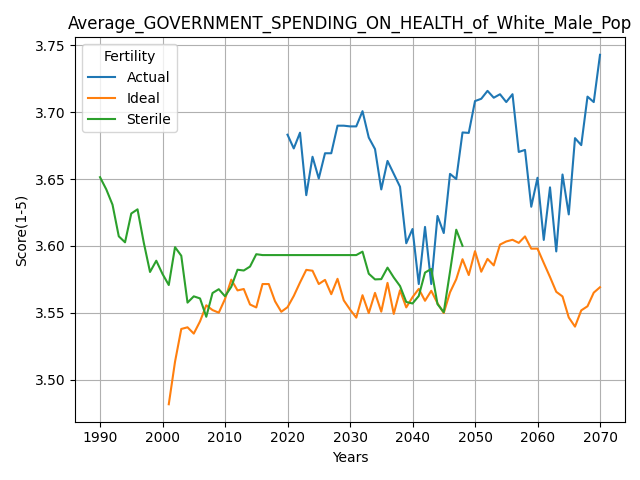 Average_GOVERNMENT_SPENDING_ON_HEALTH_of_White_Male_Pop
Fertility
Actual
Ideal
Sterile
Score(1-5)
3.75
3.70
3.65
3.60
3.55
3.50
1990 2000 2010 2020 2030 2040 2050 2060 2070
Years